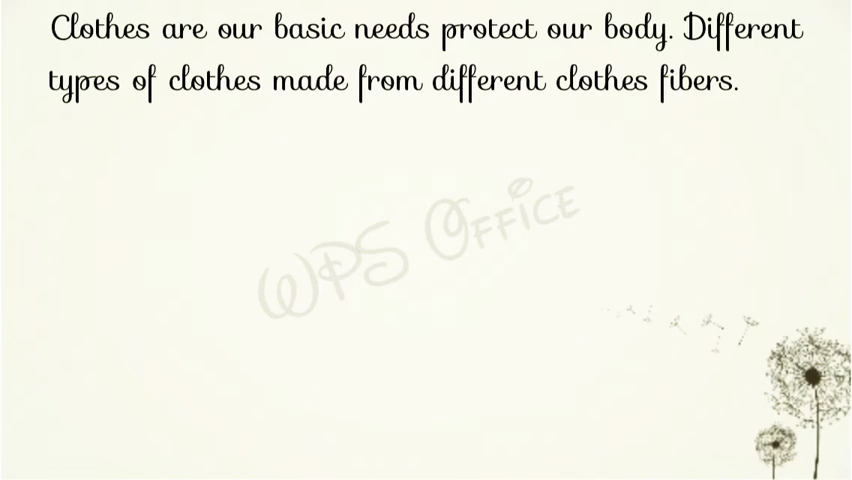 Clothes are our basic needs protect our body. Different
types of clothes made from different clothes fibers.
WPS Office